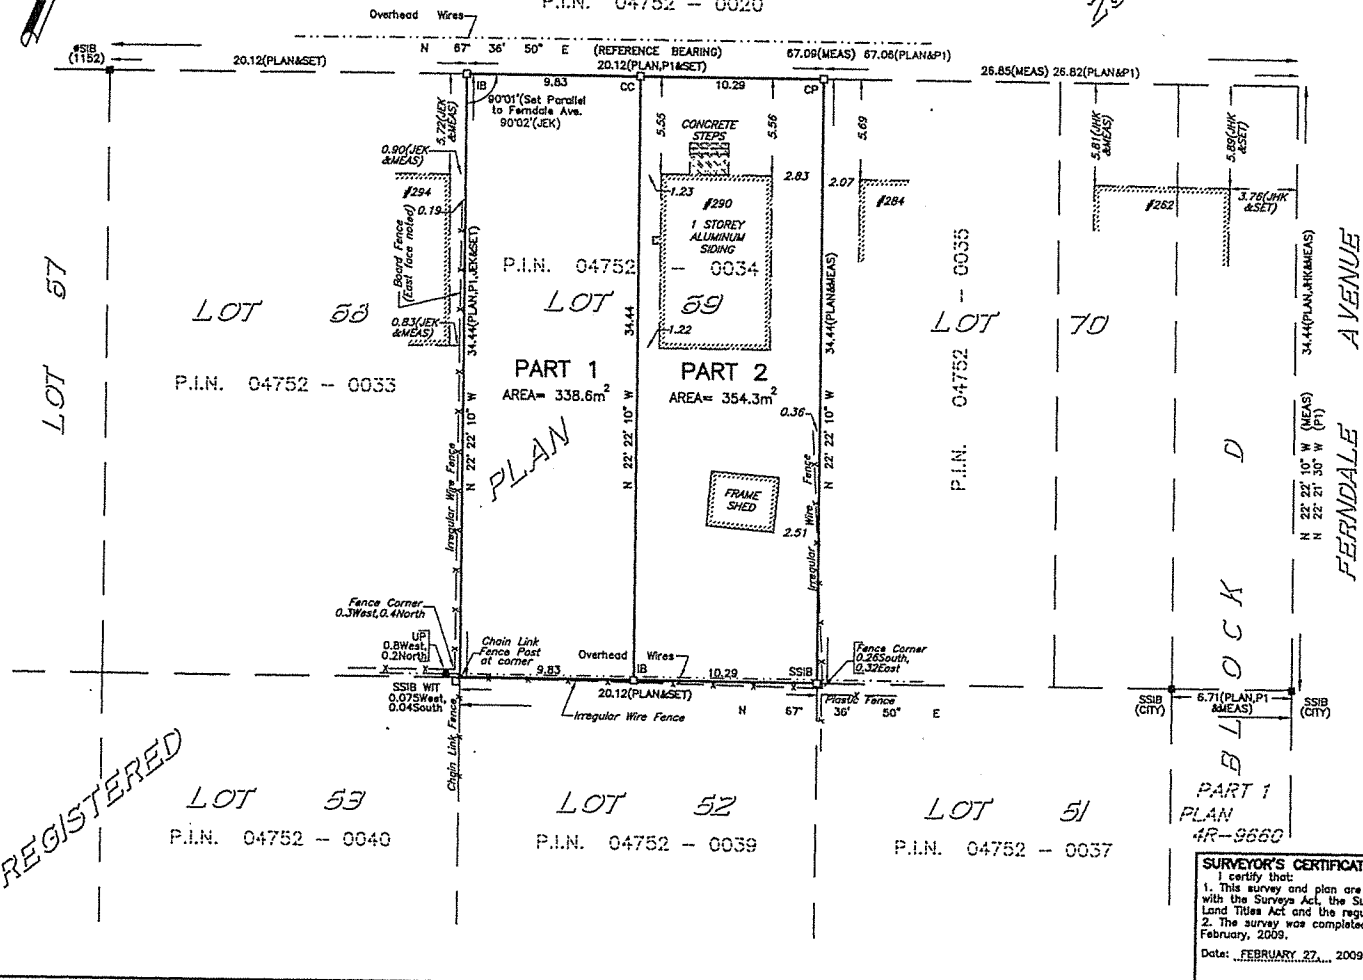 P.I.N. 04752 - 0020
Overhead Wires
SIB
(1152)
20.12(PLAN&SET)
N 67° 36' 50" E (REFERENCE BEARING)
20.12(PLAN,P1&SET)
67.09(MEAS) 67.06(PLAN&P1)
26.85(MEAS) 26.82(PLAN&P1)
IB
9.83
CC
10.29
CP
90°01'(Set Parallel
to Ferndale Ave.
90°02'(JEK)
5.72(JEK
&MEAS)
0.90(JEK
&MEAS)
#294
0.19
Board Fence
(East face noted)
0.83(JEK
&MEAS)
34.44(PLAN,P1,JEK&SET)
N 22° 22' 10" W
Irregular Wire Fence
5.55
CONCRETE
STEPS
5.56
1.23
2.83
#290
1 STOREY
ALUMINUM
SIDING
1.22
5.69
2.07
#284
5.81(JHK
&MEAS)
#262
5.89(JHK
&SET)
3.76(JHK
&SET)
P.I.N. 04752 - 0034
LOT 69
LOT 67
LOT 68
P.I.N. 04752 - 0033
PART 1
AREA= 338.6m2
34.44
N 22° 22' 10" W
PART 2
AREA= 354.3m2
34.44(PLAN&MEAS)
N 22° 22' 10" W
0.36
Irregular Wire Fence
FRAME
SHED
2.51
PLAN
LOT 70
P.I.N. 04752 - 0035
34.44(PLAN,JHK&MEAS)
N 22° 22' 10" W (MEAS)
N 22° 21' 30" W (P1)
FERNDALE AVENUE
BLOCK D
Fence Corner
0.3West,0.4North
UP
0.8West,
0.2North
Chain Link
Fence Post
at corner
9.83
Overhead Wires
IB
10.29
SSIB
Fence Corner
0.26South,
0.32East
SSIB WIT
0.075West,
0.04South
20.12(PLAN&SET)
Irregular Wire Fence
Plastic Fence
N 67° 36' 50" E
Chain Link Fence
SSIB
(CITY)
6.71(PLAN,P1
&MEAS)
SSIB
(CITY)
REGISTERED
LOT 53
P.I.N. 04752 - 0040
LOT 52
P.I.N. 04752 - 0039
LOT 51
P.I.N. 04752 - 0037
PART 1
PLAN
4R-9660
SURVEYOR'S CERTIFICAT
I certify that:
1. This survey and plan are
with the Surveys Act, the Su
Land Titles Act and the regu
2. The survey was completed
February, 2009.
Date: FEBRUARY 27, 2009